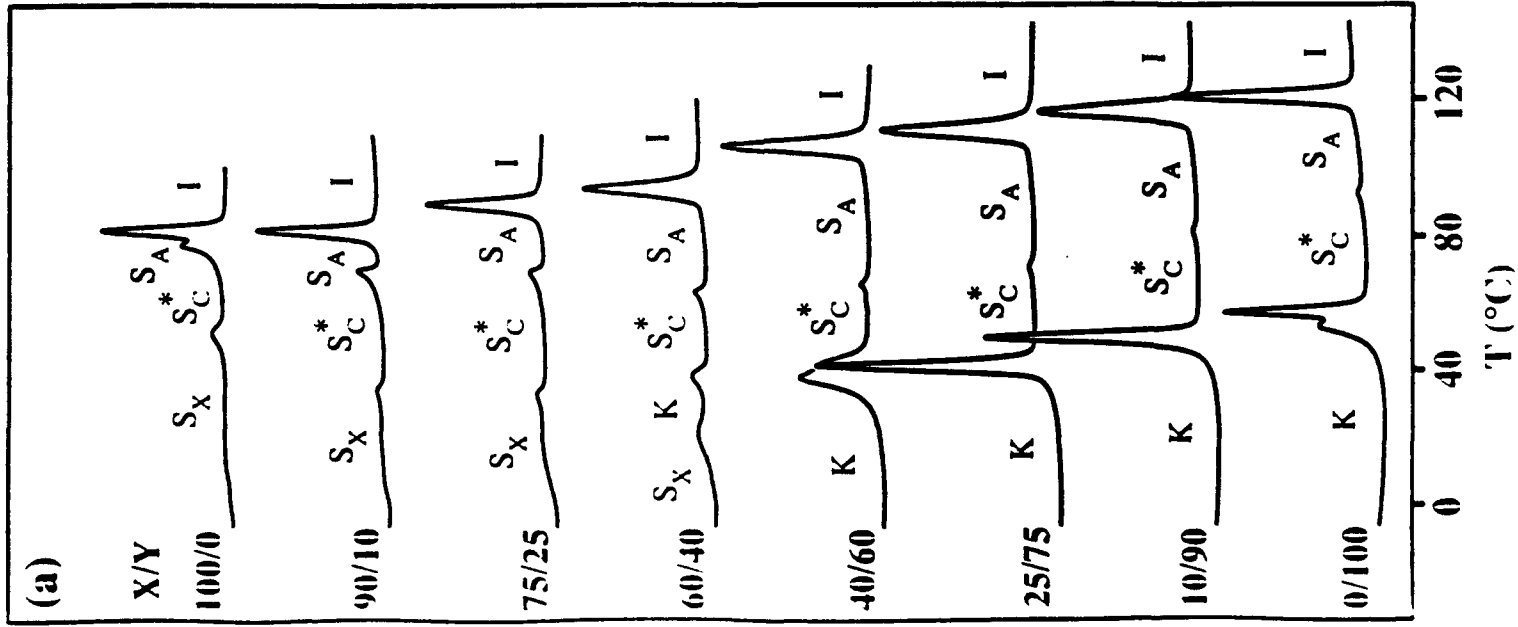 (a)
X/Y
100/0 S_X S_C^* S_A I
90/10 S_X S_C^* S_A I
75/25 S_X S_C^* S_A I
60/40 S_X K S_C^* S_A I
40/60 K S_C^* S_A I
25/75 K S_C^* S_A I
10/90 K S_C^* S_A I
0/100 K S_C^* S_A I
0 40 80 120
T (°C)